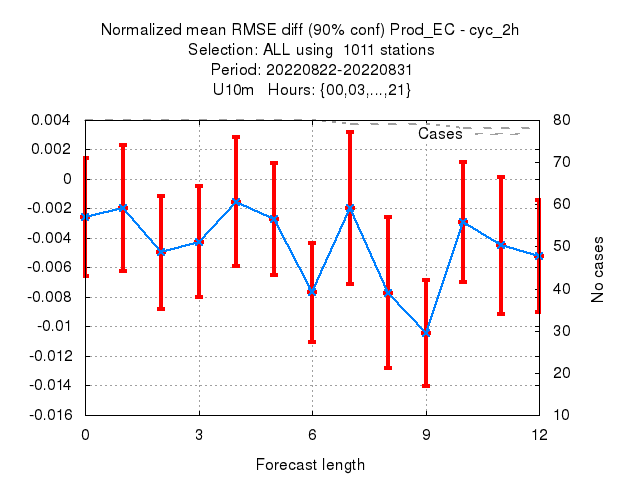 Normalized mean RMSE diff (90% conf) Prod_EC - cyc_2h
Selection: ALL using  1011 stations
Period: 20220822-20220831
U10m   Hours: {00,03,...,21}
0.004
0.002
0
-0.002
-0.004
-0.006
-0.008
-0.01
-0.012
-0.014
-0.016
Cases
80
70
60
50
40
30
20
10
No cases
0 3 6 9 12
Forecast length